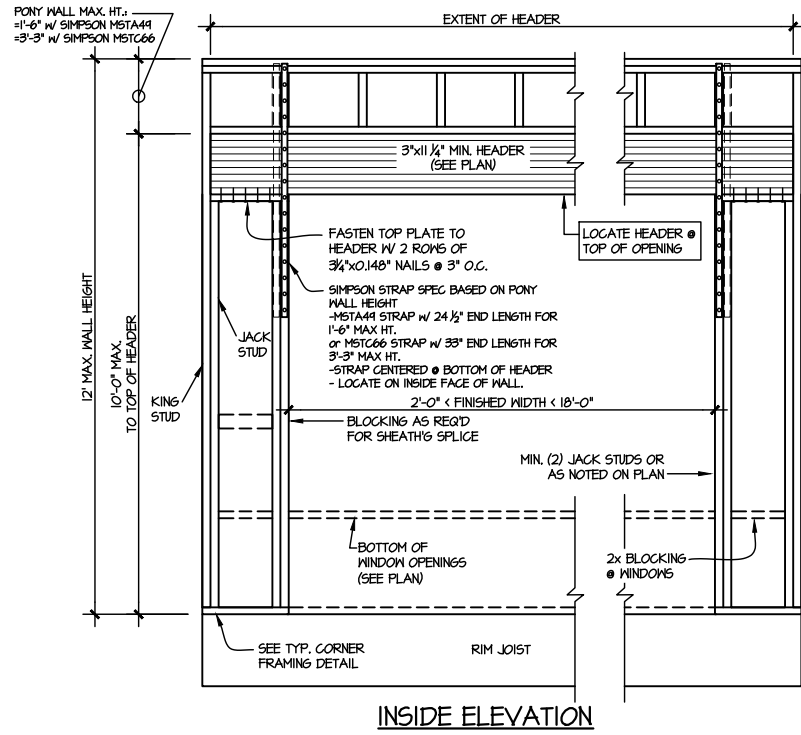 PONY WALL MAX. HT.:
=1'-6" W/ SIMPSON MSTA49
=3'-3" W/ SIMPSON MSTC66
EXTENT OF HEADER
3"x11 1/4" MIN. HEADER
(SEE PLAN)
FASTEN TOP PLATE TO
HEADER W/ 2 ROWS OF
3 1/4"x0.148" NAILS @ 3" O.C.
LOCATE HEADER @
TOP OF OPENING
SIMPSON STRAP SPEC BASED ON PONY
WALL HEIGHT
-MSTA49 STRAP w/ 24 1/2" END LENGTH FOR
1'-6" MAX HT.
or MSTC66 STRAP w/ 33" END LENGTH FOR
3'-3" MAX HT.
-STRAP CENTERED @ BOTTOM OF HEADER
- LOCATE ON INSIDE FACE OF WALL.
12' MAX. WALL HEIGHT
10'-0" MAX.
TO TOP OF HEADER
JACK
STUD
KING
STUD
2'-0" < FINISHED WIDTH < 18'-0"
BLOCKING AS REQ'D
FOR SHEATH'G SPLICE
MIN. (2) JACK STUDS OR
AS NOTED ON PLAN
BOTTOM OF
WINDOW OPENINGS
(SEE PLAN)
2x BLOCKING
@ WINDOWS
SEE TYP. CORNER
FRAMING DETAIL
RIM JOIST
INSIDE ELEVATION